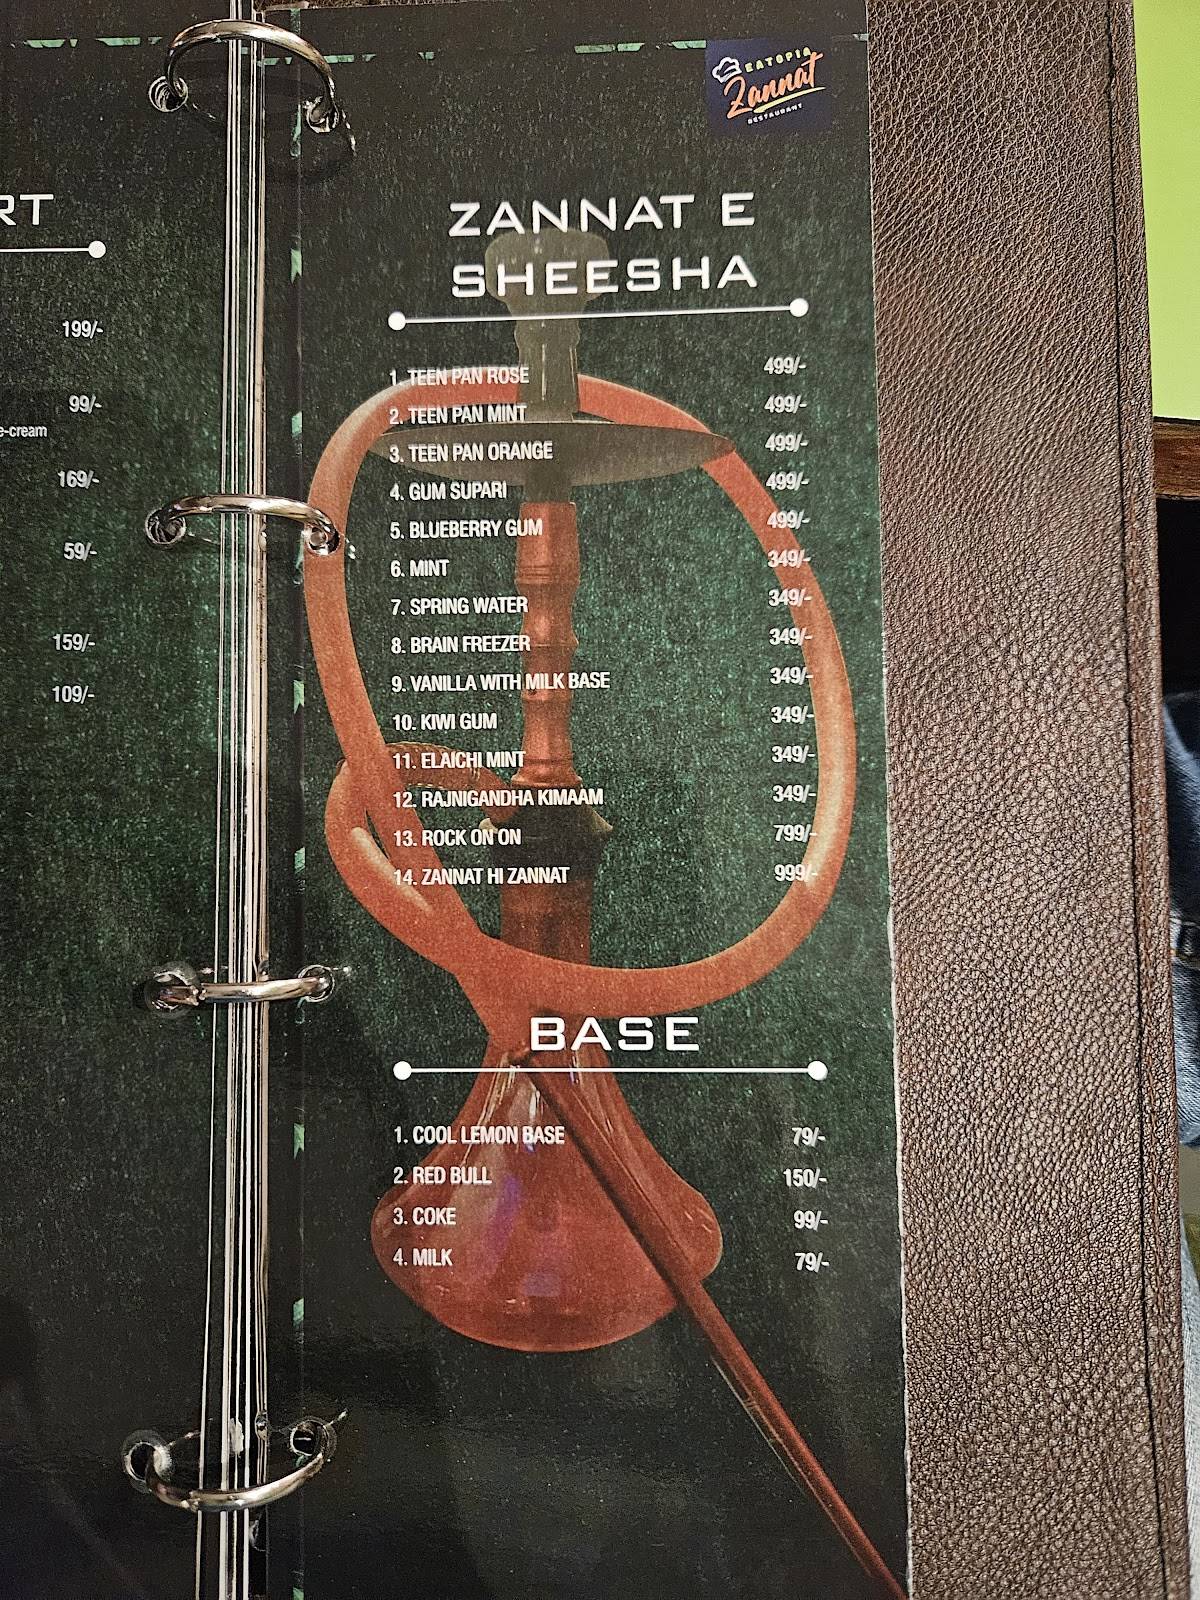 RT
199/-
99/-
e-cream
169/-
59/-
159/-
109/-
EATOPIA
Zannat
RESTAURANT
ZANNAT E
SHEESHA
1. TEEN PAN ROSE 499/-
2. TEEN PAN MINT 499/-
3. TEEN PAN ORANGE 499/-
4. GUM SUPARI 499/-
5. BLUEBERRY GUM 499/-
6. MINT 349/-
7. SPRING WATER 349/-
8. BRAIN FREEZER 349/-
9. VANILLA WITH MILK BASE 349/-
10. KIWI GUM 349/-
11. ELAICHI MINT 349/-
12. RAJNIGANDHA KIMAAM 349/-
13. ROCK ON ON 799/-
14. ZANNAT HI ZANNAT 999/-
BASE
1. COOL LEMON BASE 79/-
2. RED BULL 150/-
3. COKE 99/-
4. MILK 79/-